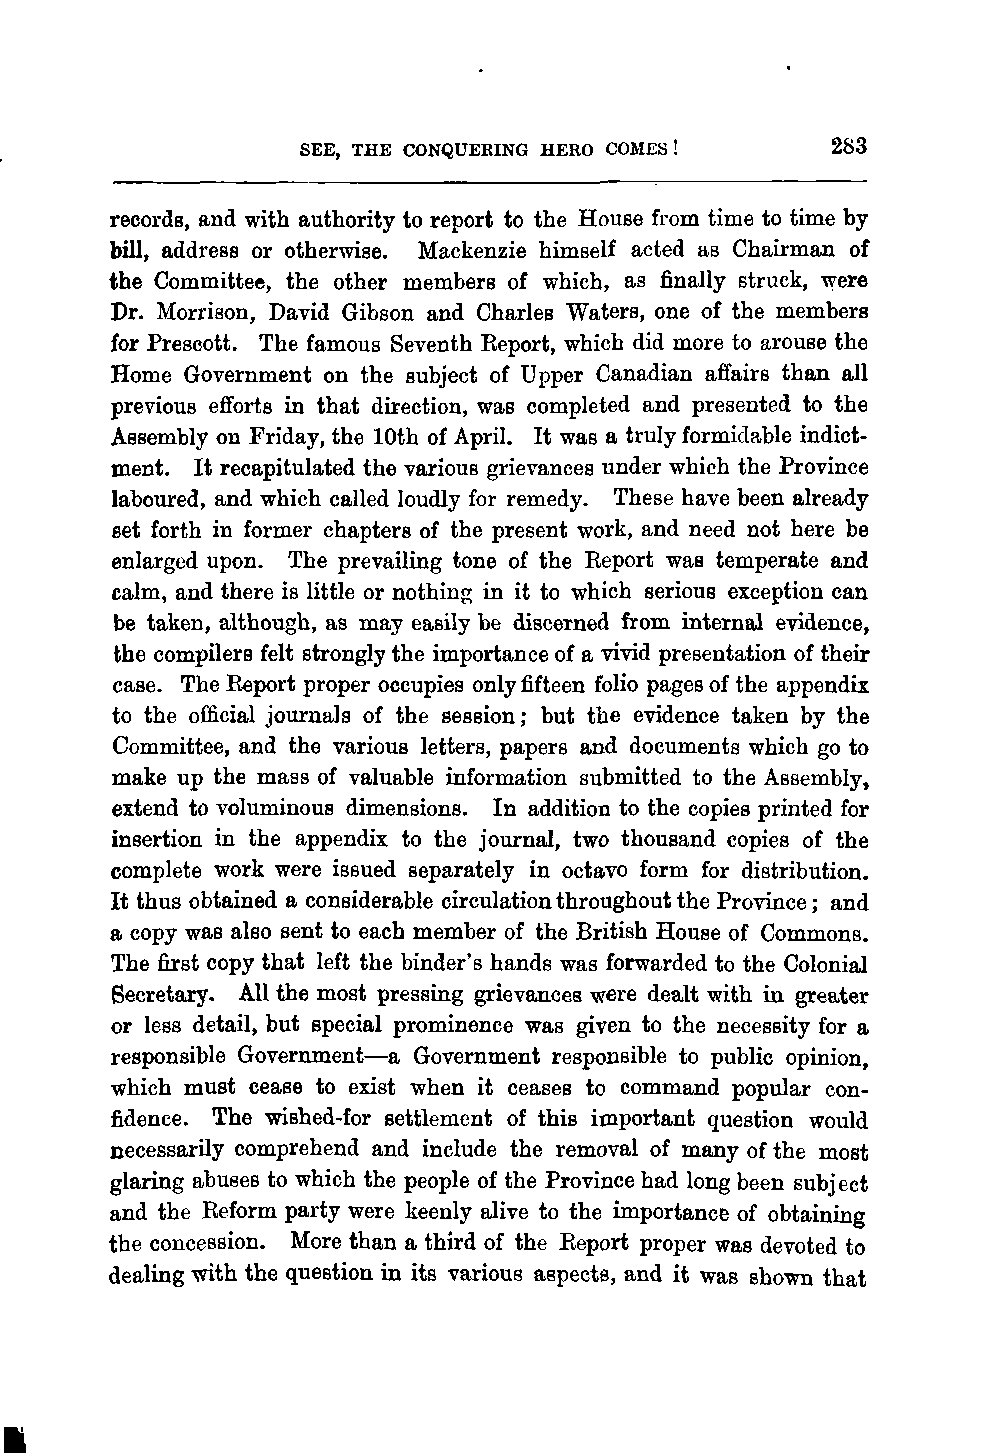 SEE, THE CONQUERING HERO COMES! 283
records, and with authority to report to the House from time to time by
bill, address or otherwise. Mackenzie himself acted as Chairman of
the Committee, the other members of which, as finally struck, were
Dr. Morrison, David Gibson and Charles Waters, one of the members
for Prescott. The famous Seventh Report, which did more to arouse the
Home Government on the subject of Upper Canadian affairs than all
previous efforts in that direction, was completed and presented to the
Assembly on Friday, the 10th of April. It was a truly formidable indict-
ment. It recapitulated the various grievances under which the Province
laboured, and which called loudly for remedy. These have been already
set forth in former chapters of the present work, and need not here be
enlarged upon. The prevailing tone of the Report was temperate and
calm, and there is little or nothing in it to which serious exception can
be taken, although, as may easily be discerned from internal evidence,
the compilers felt strongly the importance of a vivid presentation of their
case. The Report proper occupies only fifteen folio pages of the appendix
to the official journals of the session; but the evidence taken by the
Committee, and the various letters, papers and documents which go to
make up the mass of valuable information submitted to the Assembly,
extend to voluminous dimensions. In addition to the copies printed for
insertion in the appendix to the journal, two thousand copies of the
complete work were issued separately in octavo form for distribution.
It thus obtained a considerable circulation throughout the Province; and
a copy was also sent to each member of the British House of Commons.
The first copy that left the binder's hands was forwarded to the Colonial
Secretary. All the most pressing grievances were dealt with in greater
or less detail, but special prominence was given to the necessity for a
responsible Government—a Government responsible to public opinion,
which must cease to exist when it ceases to command popular con-
fidence. The wished-for settlement of this important question would
necessarily comprehend and include the removal of many of the most
glaring abuses to which the people of the Province had long been subject
and the Reform party were keenly alive to the importance of obtaining
the concession. More than a third of the Report proper was devoted to
dealing with the question in its various aspects, and it was shown that